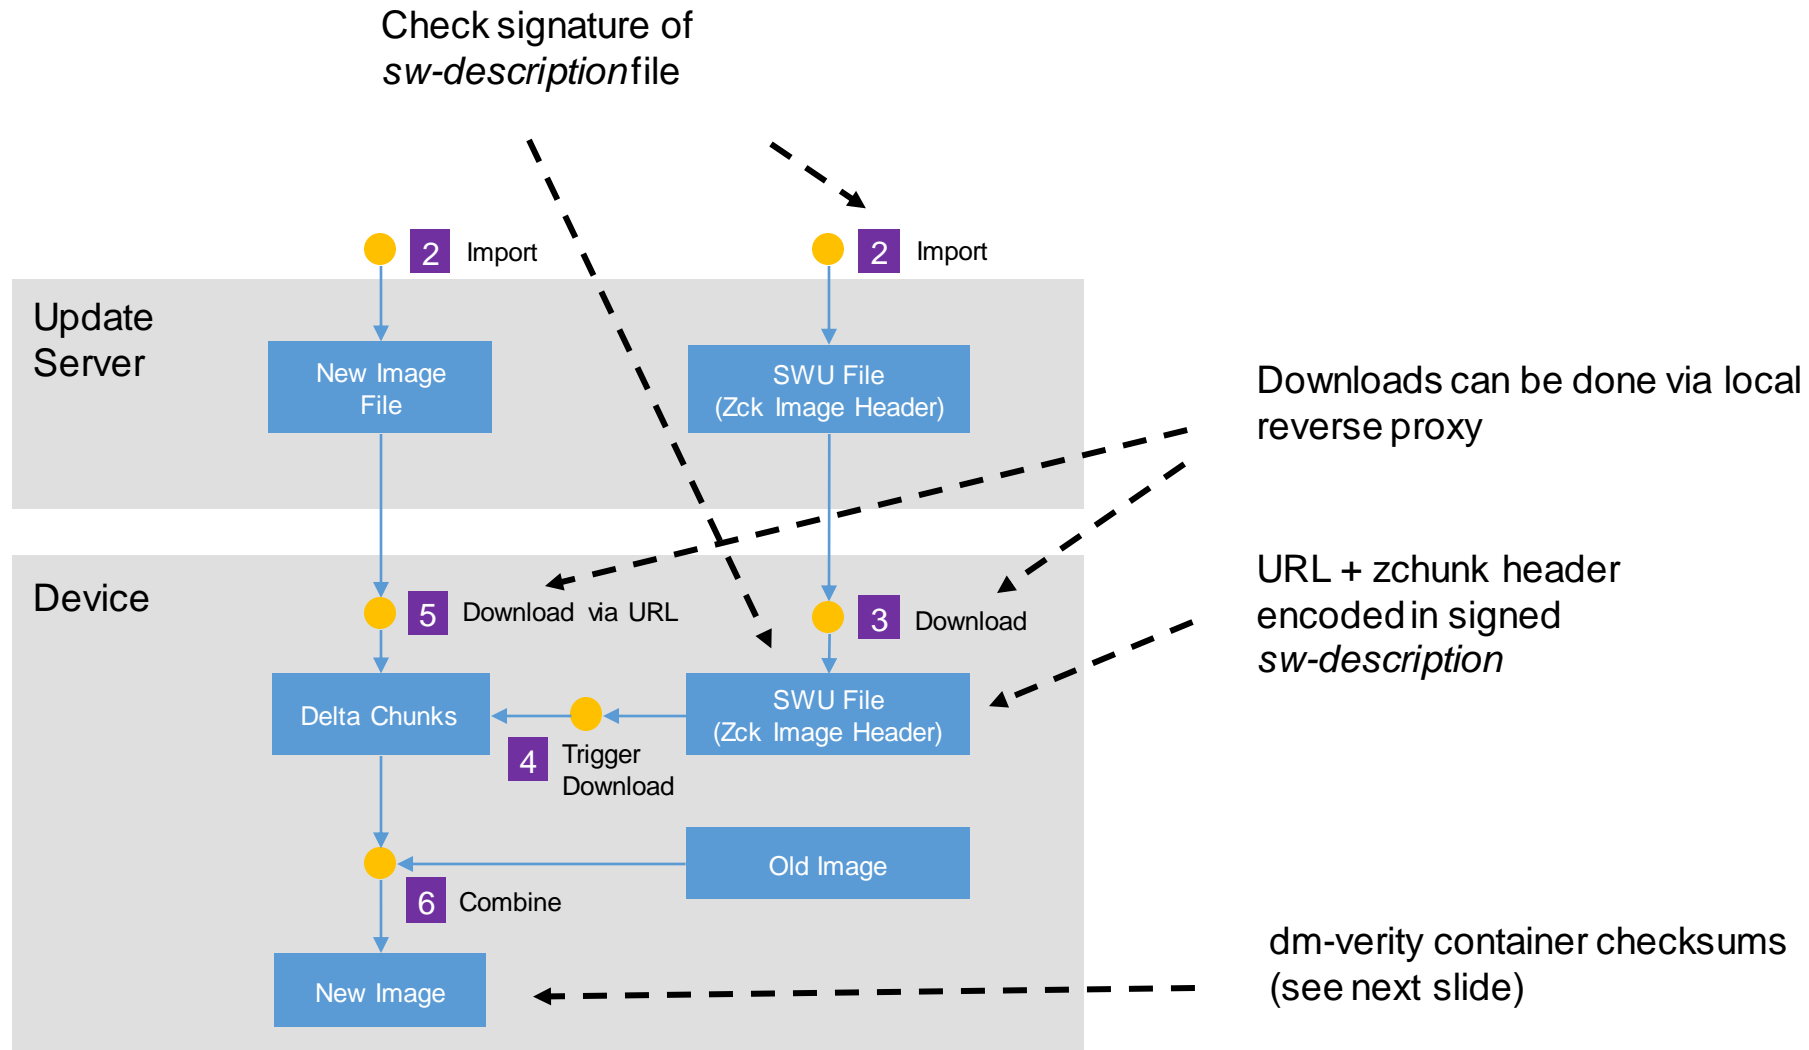 Check signature of
sw-description file
2 Import
2 Import
Update
Server
New Image
File
SWU File
(Zck Image Header)
Downloads can be done via local
reverse proxy
Device
5 Download via URL
3 Download
URL + zchunk header
encoded in signed
sw-description
Delta Chunks
SWU File
(Zck Image Header)
4 Trigger
Download
Old Image
6 Combine
New Image
dm-verity container checksums
(see next slide)